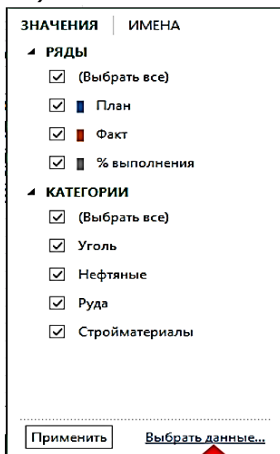 ЗНАЧЕНИЯ ИМЕНА
РЯДЫ
(Выбрать все)
План
Факт
% выполнения
КАТЕГОРИИ
(Выбрать все)
Уголь
Нефтяные
Руда
Стройматериалы
Применить Выбрать данные...